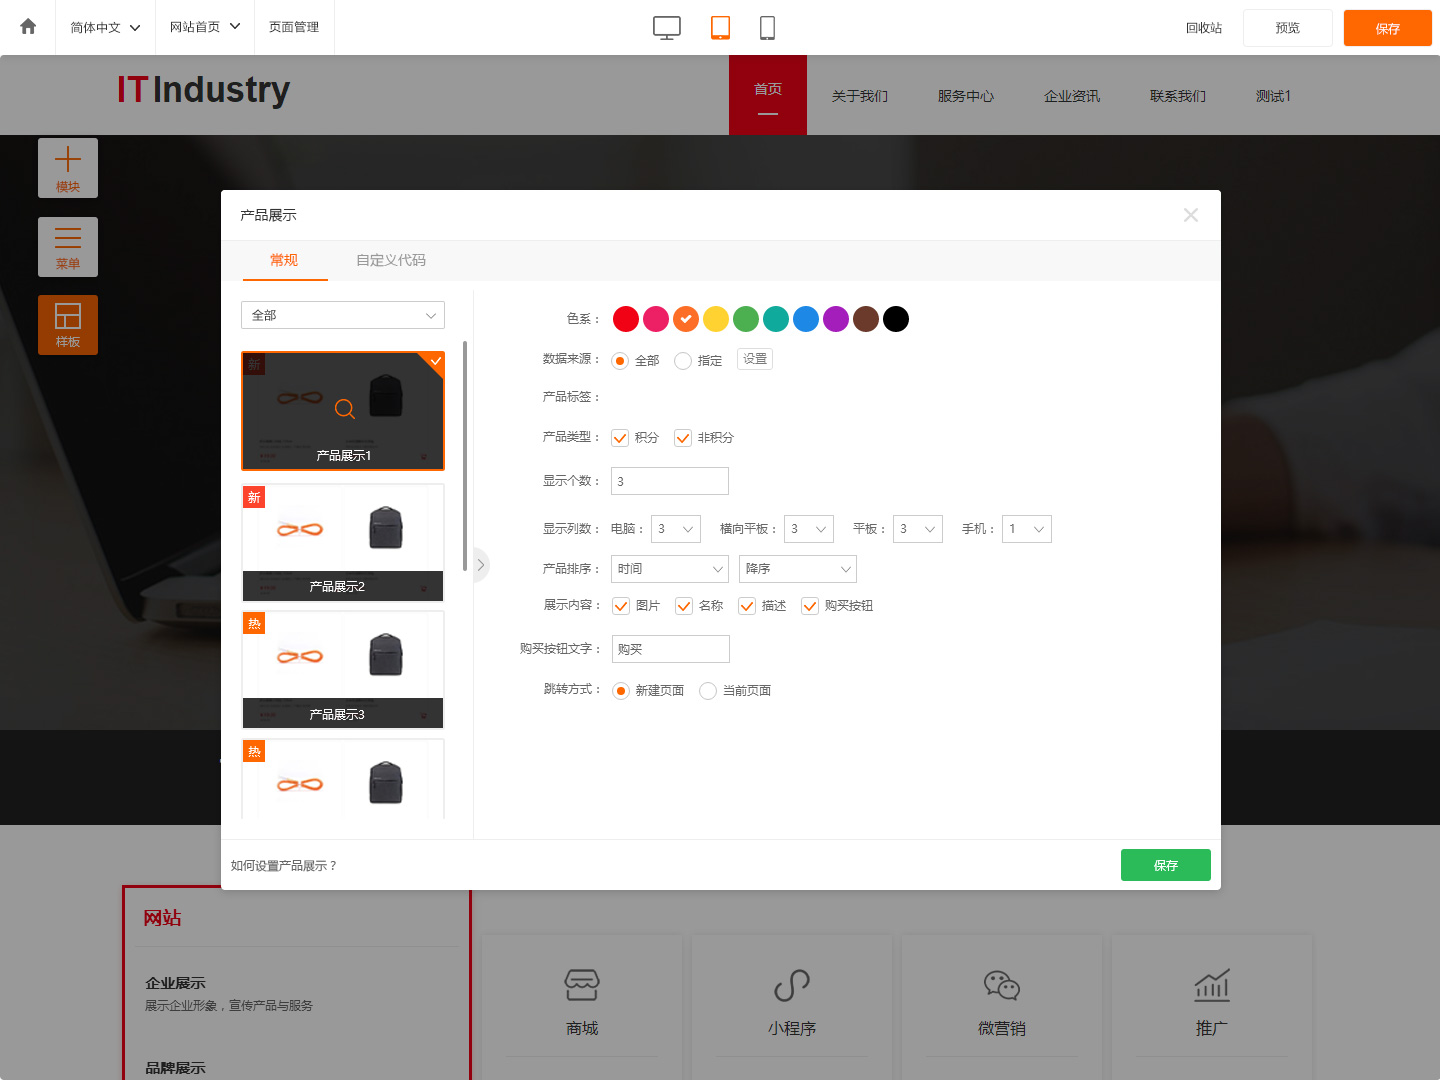 简体中文
网站首页
页面管理
回收站
预览
保存
IT Industry
首页
关于我们
服务中心
企业资讯
联系我们
测试1
模块
菜单
样板
产品展示
常规
自定义代码
全部
新
产品展示1
新
产品展示2
热
产品展示3
热
色系：
数据来源：
全部
指定
设置
产品标签：
产品类型：
积分
非积分
显示个数：
3
显示列数：
电脑：
3
横向平板：
3
平板：
3
手机：
1
产品排序：
时间
降序
展示内容：
图片
名称
描述
购买按钮
购买按钮文字：
购买
跳转方式：
新建页面
当前页面
如何设置产品展示？
保存
网站
企业展示
展示企业形象，宣传产品与服务
品牌展示
商城
小程序
微营销
推广